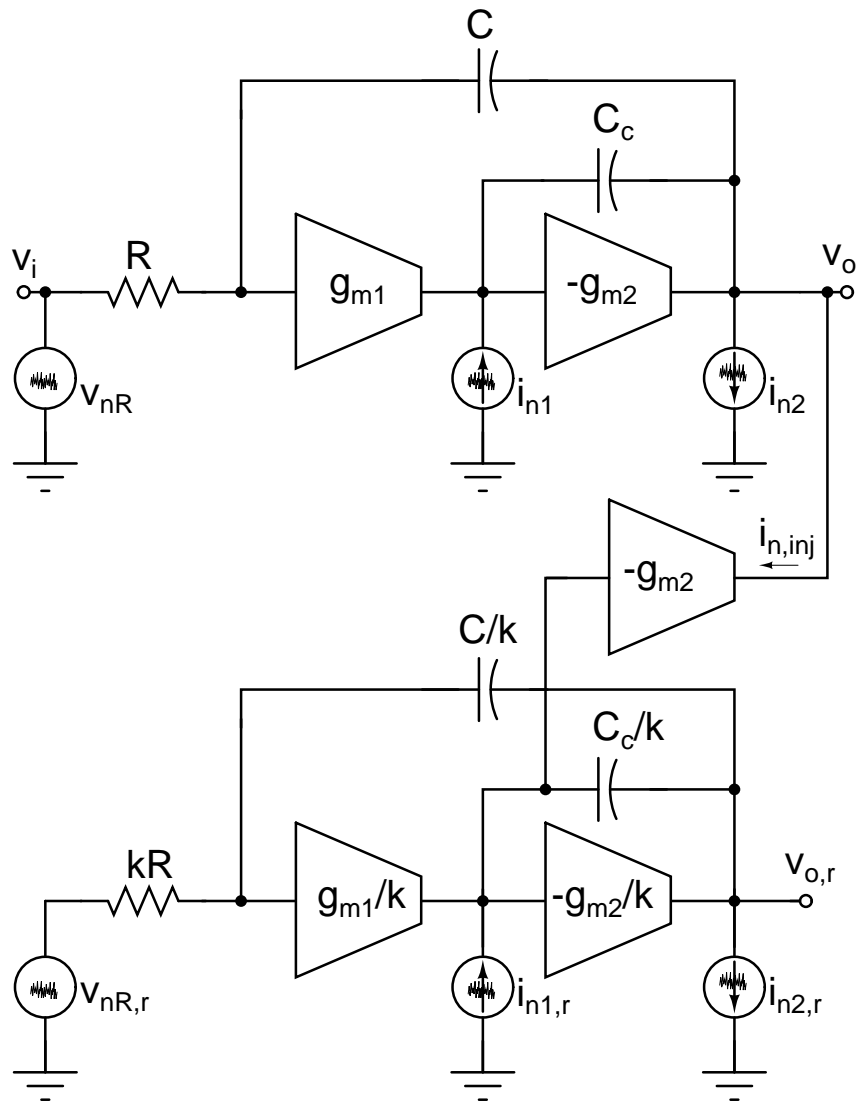 C
C_c
v_i
R
g_m1
-g_m2
v_o
v_nR
i_n1
i_n2
i_n,inj
-g_m2
C/k
C_c/k
kR
g_m1/k
-g_m2/k
v_o,r
v_nR,r
i_n1,r
i_n2,r